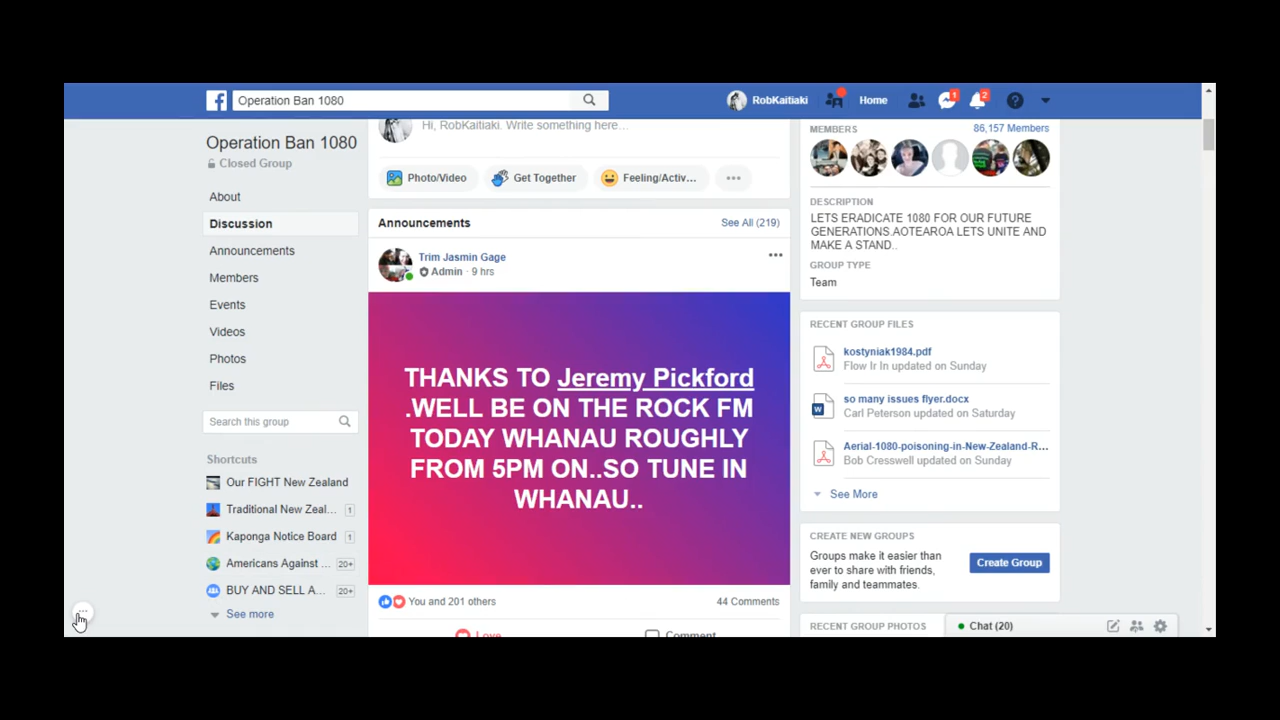 Operation Ban 1080
RobKaitiaki
Home
1
2
Operation Ban 1080
Closed Group
About
Discussion
Announcements
Members
Events
Videos
Photos
Files
Search this group
Shortcuts
Our FIGHT New Zealand
Traditional New Zeal... 1
Kaponga Notice Board 1
Americans Against ... 20+
BUY AND SELL A... 20+
See more
Hi, RobKaitiaki. Write something here...
Photo/Video
Get Together
Feeling/Activ...
Announcements
See All (219)
Trim Jasmin Gage
Admin · 9 hrs
THANKS TO Jeremy Pickford
.WELL BE ON THE ROCK FM
TODAY WHANAU ROUGHLY
FROM 5PM ON..SO TUNE IN
WHANAU..
You and 201 others
44 Comments
Love
Comment
MEMBERS
86,157 Members
DESCRIPTION
LETS ERADICATE 1080 FOR OUR FUTURE
GENERATIONS.AOTEAROA LETS UNITE AND
MAKE A STAND..
GROUP TYPE
Team
RECENT GROUP FILES
kostyniak1984.pdf
Flow Ir In updated on Sunday
W
so many issues flyer.docx
Carl Peterson updated on Saturday
Aerial-1080-poisoning-in-New-Zealand-R...
Bob Cresswell updated on Sunday
See More
CREATE NEW GROUPS
Groups make it easier than
ever to share with friends,
family and teammates.
Create Group
RECENT GROUP PHOTOS
Chat (20)